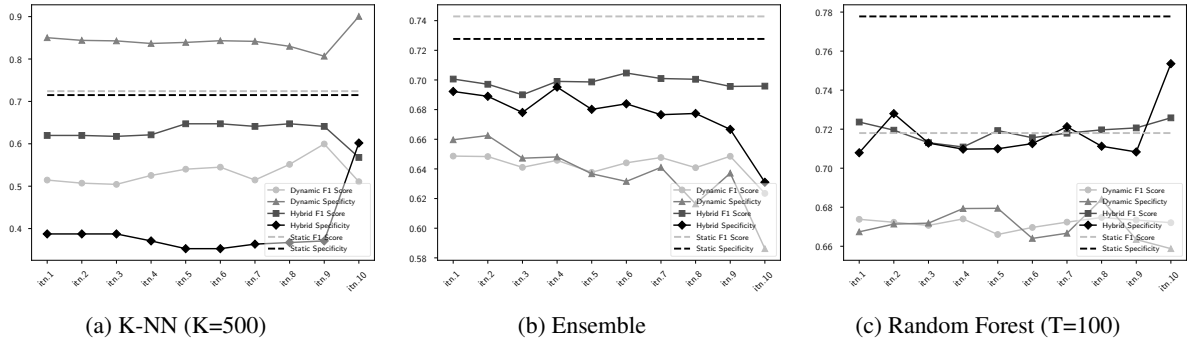 0.9
0.8
0.7
0.6
0.5
0.4
itn.1
itn.2
itn.3
itn.4
itn.5
itn.6
itn.7
itn.8
itn.9
itn.10
Dynamic F1 Score
Dynamic Specificty
Hybrid F1 Score
Hybrid Specificity
Static F1 Score
Static Specificity
(a) K-NN (K=500)
0.74
0.72
0.70
0.68
0.66
0.64
0.62
0.60
0.58
itn.1
itn.2
itn.3
itn.4
itn.5
itn.6
itn.7
itn.8
itn.9
itn.10
Dynamic F1 Score
Dynamic Specificty
Hybrid F1 Score
Hybrid Specificity
Static F1 Score
Static Specificity
(b) Ensemble
0.78
0.76
0.74
0.72
0.70
0.68
0.66
itn.1
itn.2
itn.3
itn.4
itn.5
itn.6
itn.7
itn.8
itn.9
itn.10
Dynamic F1 Score
Dynamic Specificty
Hybrid F1 Score
Hybrid Specificity
Static F1 Score
Static Specificity
(c) Random Forest (T=100)